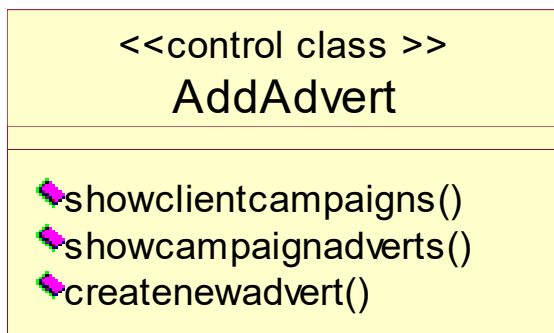 <<control class >>
AddAdvert
showclientcampaigns()
showcampaignadverts()
createnewadvert()